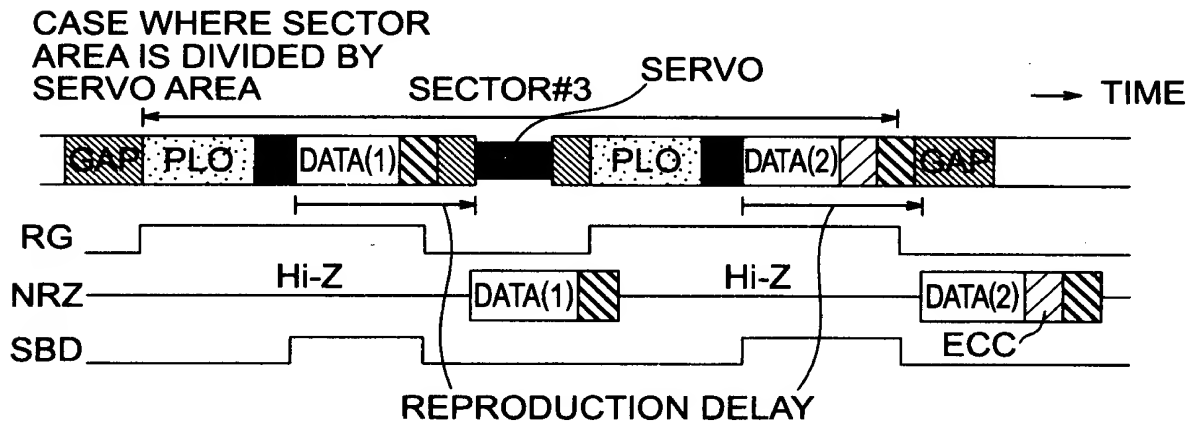 CASE WHERE SECTOR
AREA IS DIVIDED BY
SERVO AREA
SECTOR#3
SERVO
TIME
GAP PLO DATA(1) PLO DATA(2) GAP
RG
Hi-Z Hi-Z
NRZ DATA(1) DATA(2)
SBD ECC
REPRODUCTION DELAY